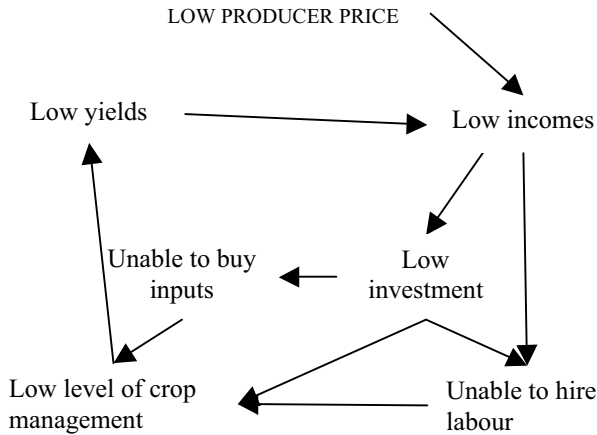 LOW PRODUCER PRICE
Low yields
Low incomes
Unable to buy
inputs
Low
investment
Low level of crop
management
Unable to hire
labour